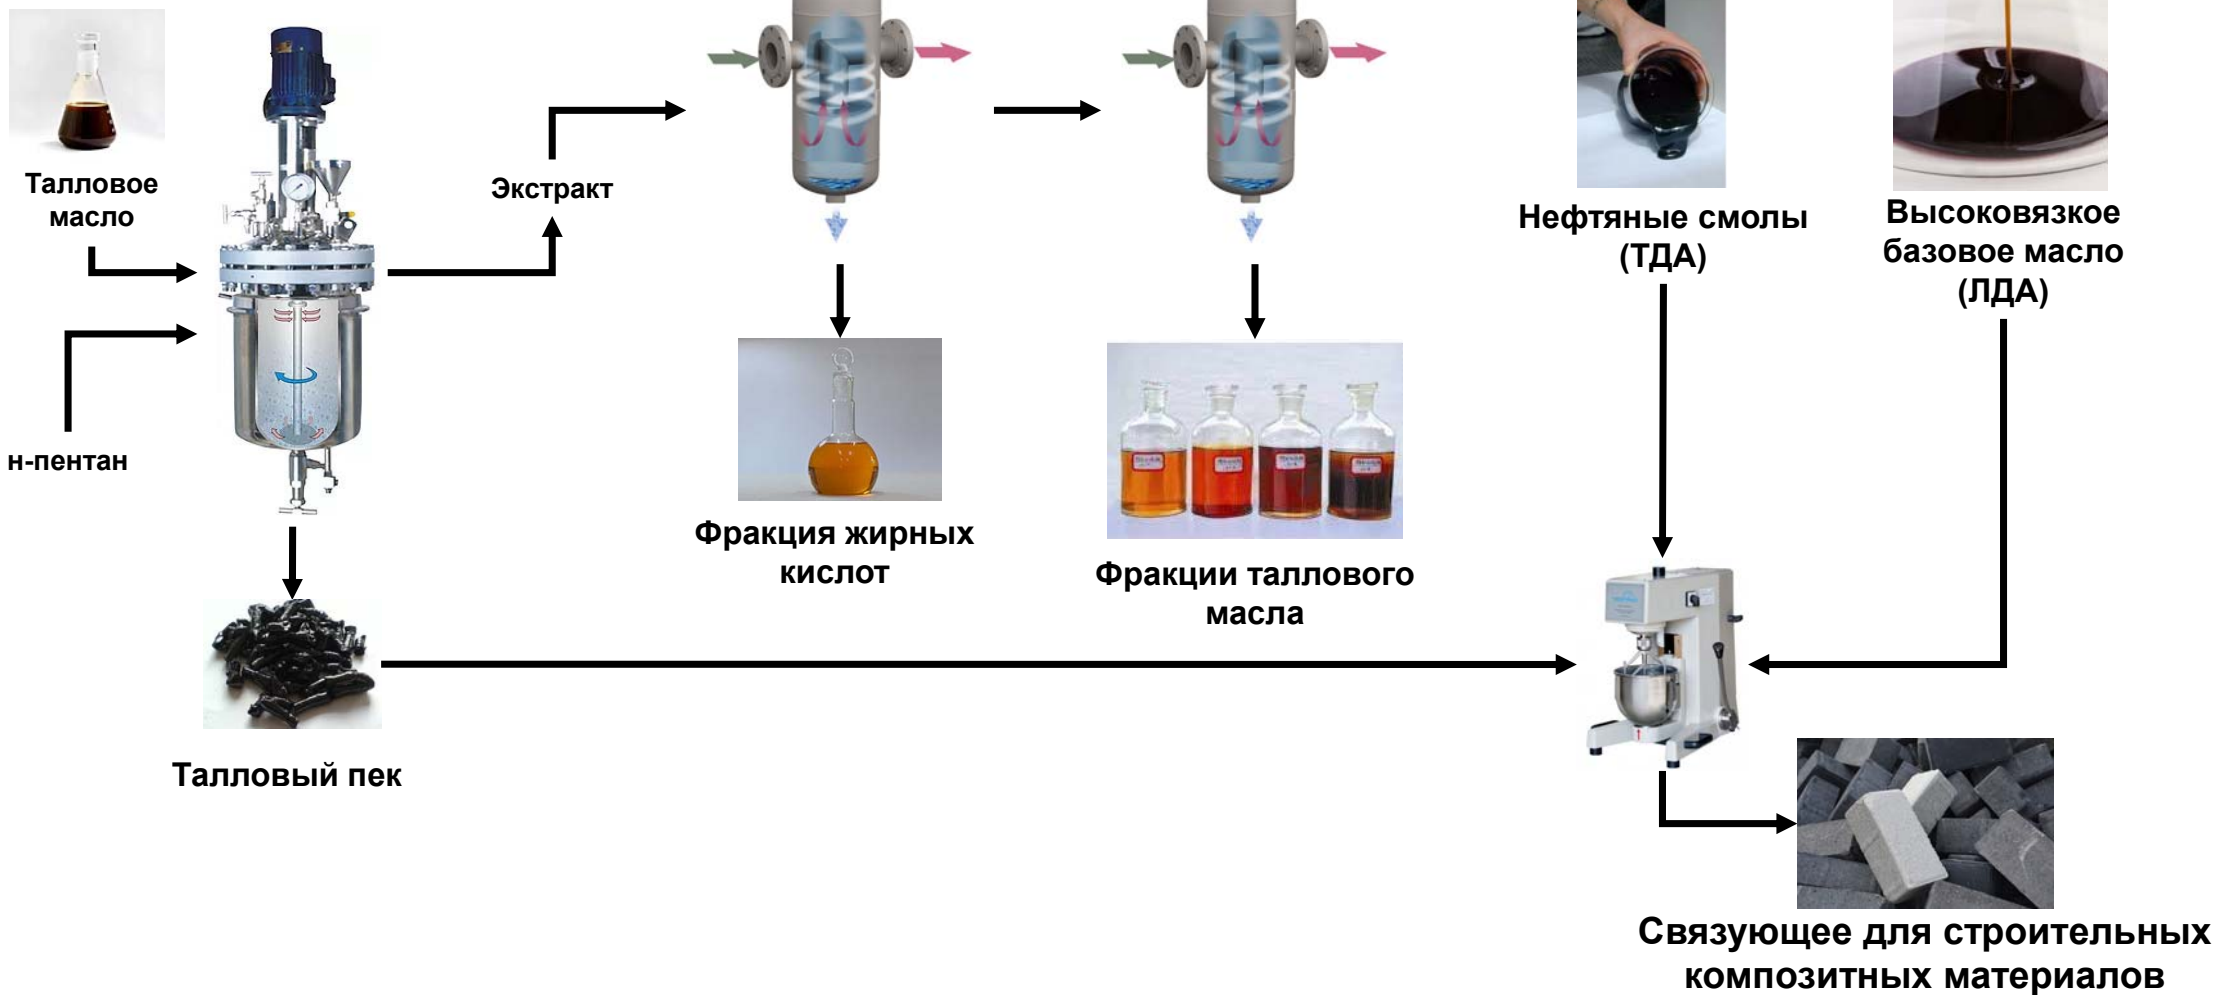 Талловое
масло
н-пентан
Экстракт
Талловый пек
Фракция жирных
кислот
Фракции таллового
масла
Нефтяные смолы
(ТДА)
Высоковязкое
базовое масло
(ЛДА)
Связующее для строительных
композитных материалов